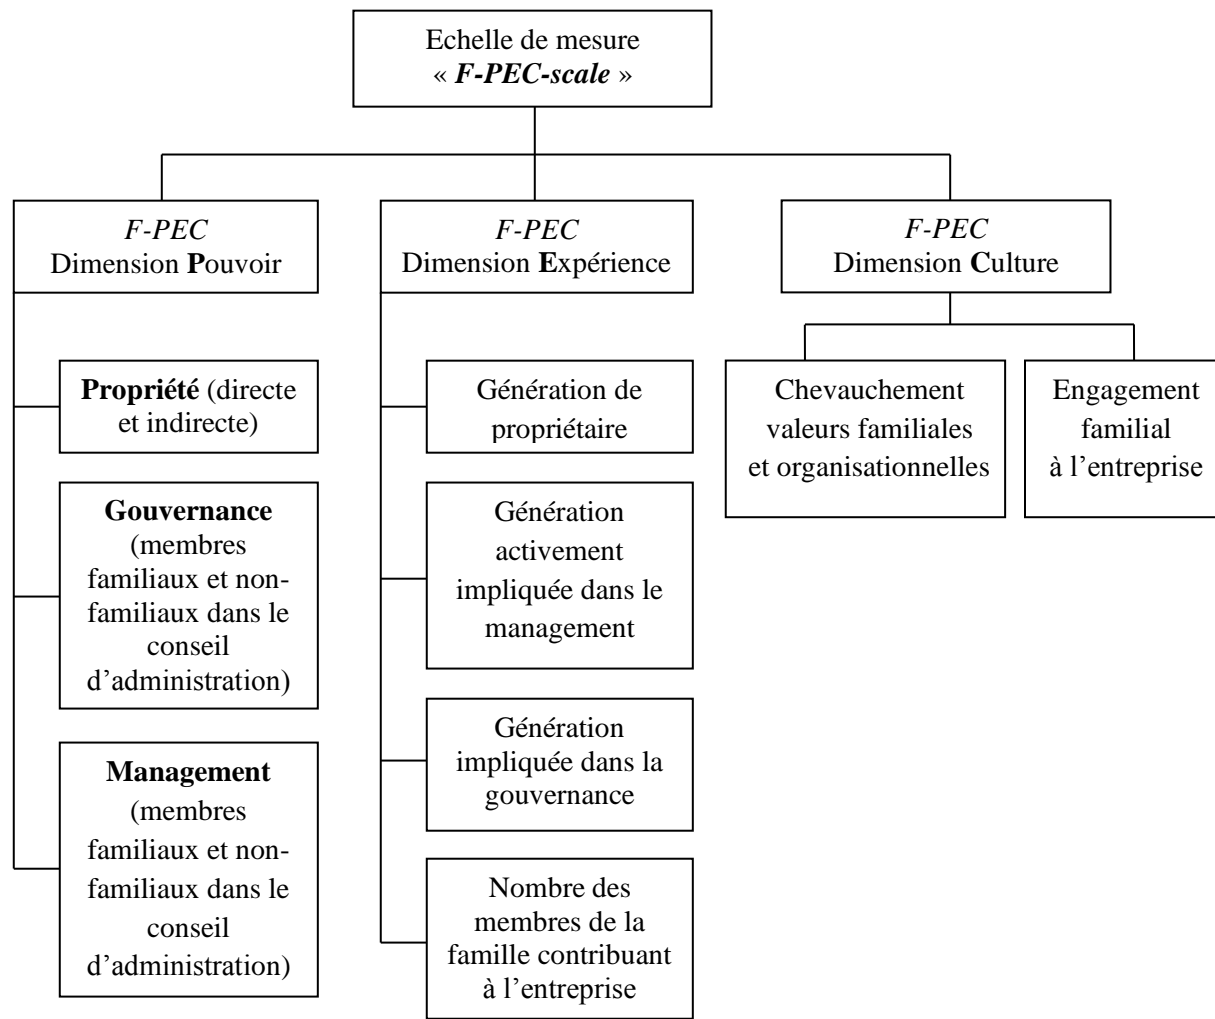 Echelle de mesure
« F-PEC-scale »
F-PEC
Dimension Pouvoir
F-PEC
Dimension Expérience
F-PEC
Dimension Culture
Propriété (directe
et indirecte)
Gouvernance
(membres
familiaux et non-
familiaux dans le
conseil
d’administration)
Management
(membres
familiaux et non-
familiaux dans le
conseil
d’administration)
Génération de
propriétaire
Génération
activement
impliquée dans le
management
Génération
impliquée dans la
gouvernance
Nombre des
membres de la
famille contribuant
à l’entreprise
Chevauchement
valeurs familiales
et organisationnelles
Engagement
familial
à l’entreprise